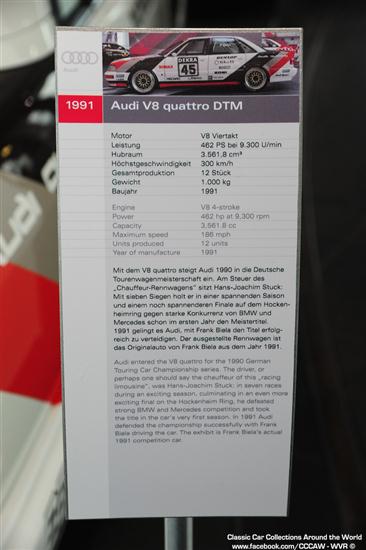 Audi
DEKRA
45
DUNLOP
1991 Audi V8 quattro DTM
Motor V8 Viertakt
Leistung 462 PS bei 9.300 U/min
Hubraum 3.561,8 cm³
Höchstgeschwindigkeit 300 km/h
Gesamtproduktion 12 Stück
Gewicht 1.000 kg
Baujahr 1991
Engine V8 4-stroke
Power 462 hp at 9,300 rpm
Capacity 3,561.8 cc
Maximum speed 186 mph
Units produced 12 units
Year of manufacture 1991
Mit dem V8 quattro steigt Audi 1990 in die Deutsche
Tourenwagenmeisterschaft ein. Am Steuer des
„Chauffeur-Rennwagens“ sitzt Hans-Joachim Stuck:
Mit sieben Siegen holt er in einer spannenden Saison
und einem noch spannenderen Finale auf dem Hocken-
heimring gegen starke Konkurrenz von BMW und
Mercedes schon im ersten Jahr den Meistertitel.
1991 gelingt es Audi, mit Frank Biela den Titel erfolg-
reich zu verteidigen. Der ausgestellte Rennwagen ist
das Originalauto von Frank Biela aus dem Jahr 1991.
Audi entered the V8 quattro for the 1990 German
Touring Car Championship series. The driver, or
perhaps one should say the chauffeur of this „racing
limousine“, was Hans-Joachim Stuck: in seven races
during an exciting season, culminating in an even more
exciting final on the Hockenheim Ring, he defeated
strong BMW and Mercedes competition and took
the title in the car's very first season. In 1991 Audi
defended the championship successfully with Frank
Biela driving the car. The exhibit is Frank Biela's actual
1991 competition car.
Audi
Classic Car Collections Around the World
www.facebook.com/CCCAW - WVR ©